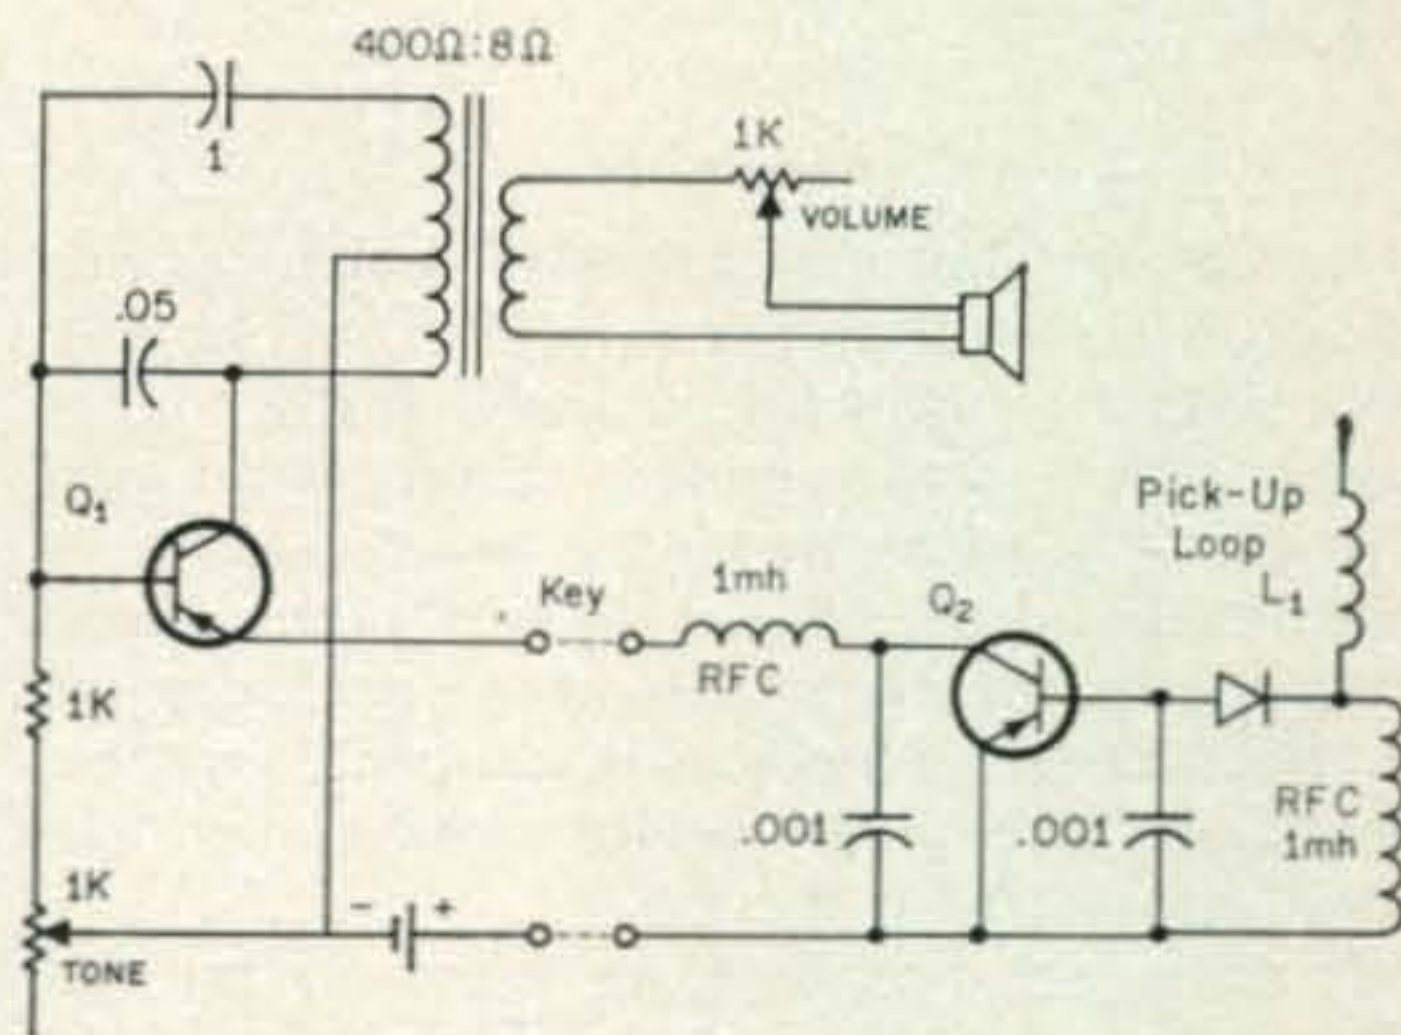 400Ω:8Ω
1
1K
VOLUME
.05
Q₁
Pick-Up
Loop
L₁
Key
1mh
RFC
Q₂
1K
.001
.001
RFC
1mh
1K
- +
TONE